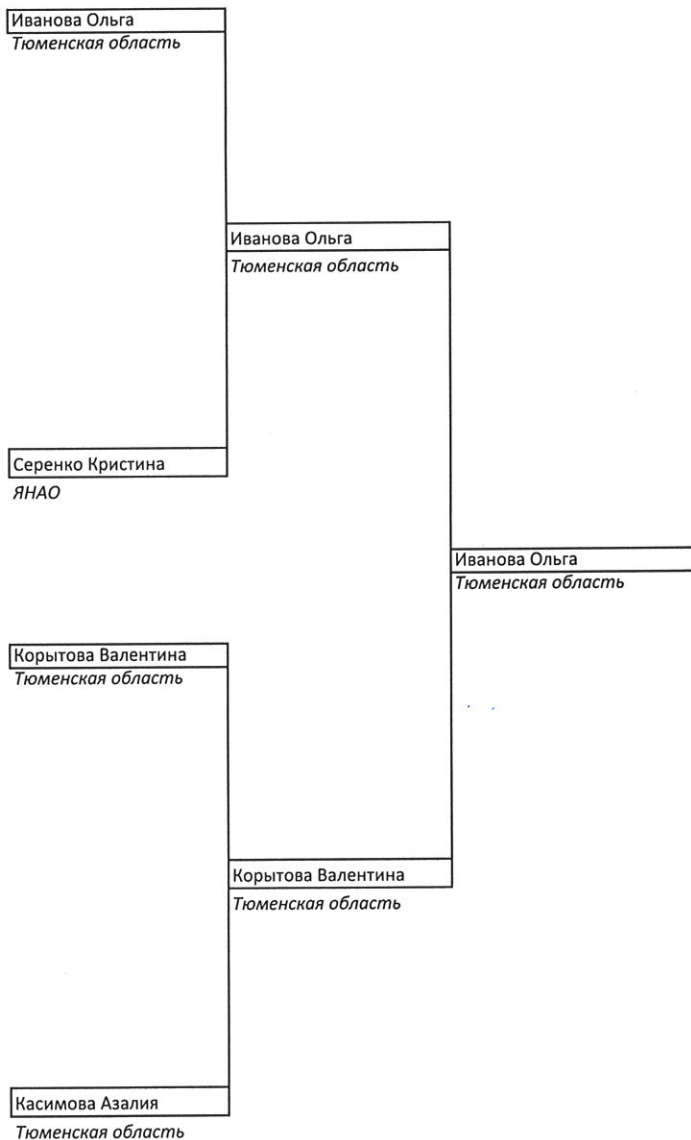 Иванова Ольга
Тюменская область
Иванова Ольга
Тюменская область
Серенко Кристина
ЯНАО
Иванова Ольга
Тюменская область
Корытова Валентина
Тюменская область
Корытова Валентина
Тюменская область
Касимова Азалия
Тюменская область